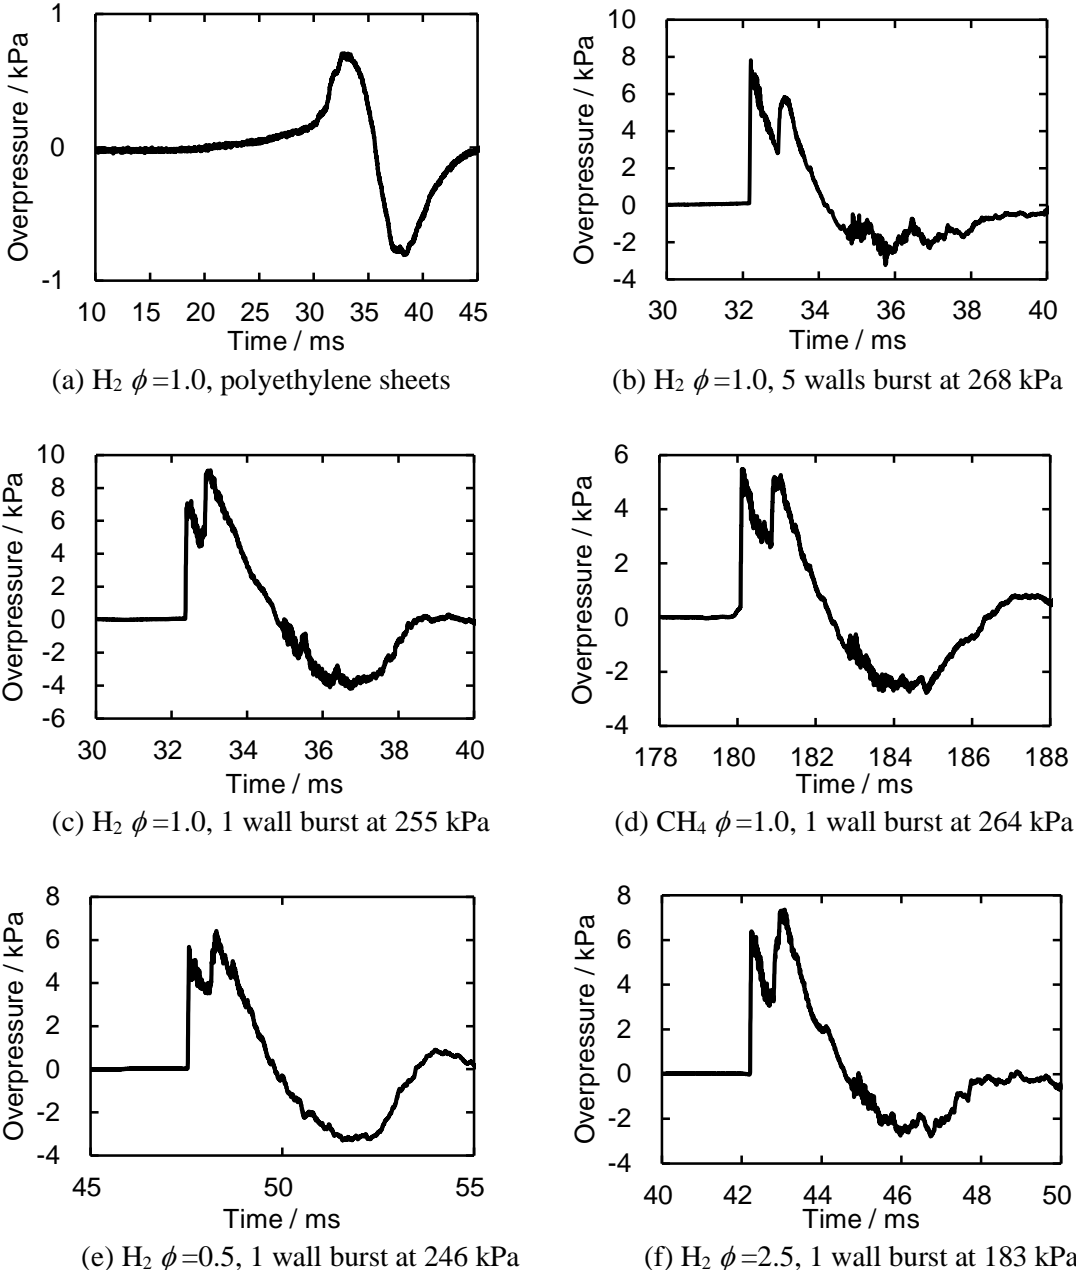 1
0
-1
Overpressure / kPa
10 15 20 25 30 35 40 45
Time / ms
(a) H₂ ϕ=1.0, polyethylene sheets
10
8
6
4
2
0
-2
-4
Overpressure / kPa
30 32 34 36 38 40
Time / ms
(b) H₂ ϕ=1.0, 5 walls burst at 268 kPa
10
8
6
4
2
0
-2
-4
-6
Overpressure / kPa
30 32 34 36 38 40
Time / ms
(c) H₂ ϕ=1.0, 1 wall burst at 255 kPa
6
4
2
0
-2
-4
Overpressure / kPa
178 180 182 184 186 188
Time / ms
(d) CH₄ ϕ=1.0, 1 wall burst at 264 kPa
8
6
4
2
0
-2
-4
Overpressure / kPa
45 50 55
Time / ms
(e) H₂ ϕ=0.5, 1 wall burst at 246 kPa
8
6
4
2
0
-2
-4
Overpressure / kPa
40 42 44 46 48 50
Time / ms
(f) H₂ ϕ=2.5, 1 wall burst at 183 kPa